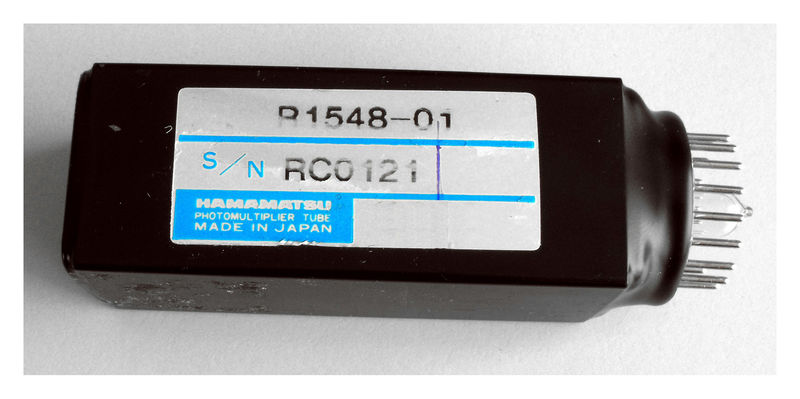 R1548-01
S/N RC0121
HAMAMATSU
PHOTOMULTIPLIER TUBE
MADE IN JAPAN